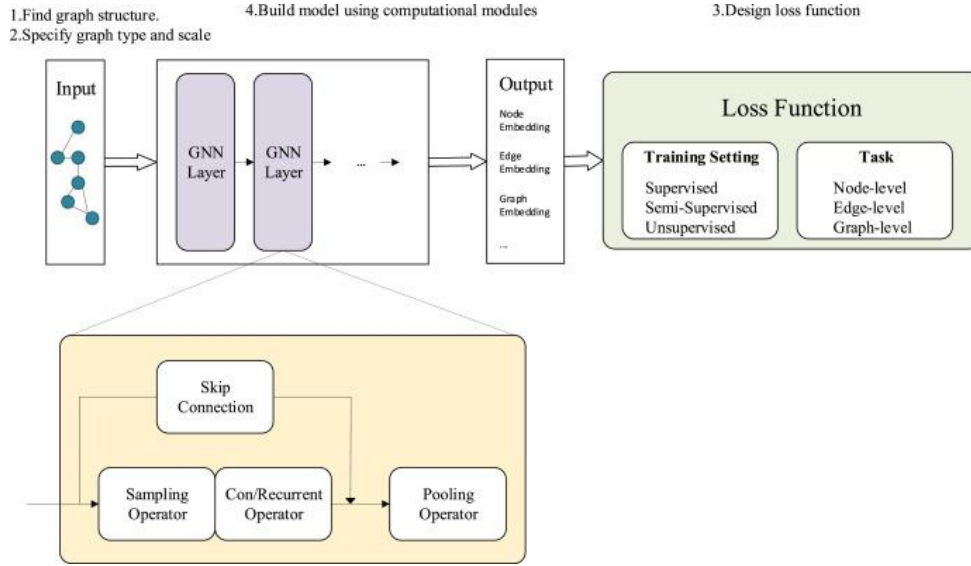 1.Find graph structure.
2.Specify graph type and scale
4.Build model using computational modules
3.Design loss function
Input
GNN
Layer
GNN
Layer
...
Output
Node
Embedding
Edge
Embedding
Graph
Embedding
...
Loss Function
Training Setting
Supervised
Semi-Supervised
Unsupervised
Task
Node-level
Edge-level
Graph-level
Skip
Connection
Sampling
Operator
Con/Recurrent
Operator
Pooling
Operator